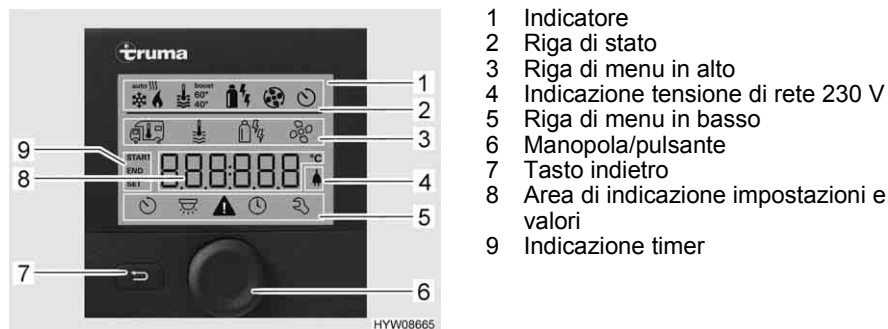 truma
auto boost
60°
40°
1
2
3
9 START °C
END
8 SET 4
5
7
6
HYW08665
1 Indicatore
2 Riga di stato
3 Riga di menu in alto
4 Indicazione tensione di rete 230 V
5 Riga di menu in basso
6 Manopola/pulsante
7 Tasto indietro
8 Area di indicazione impostazioni e
valori
9 Indicazione timer